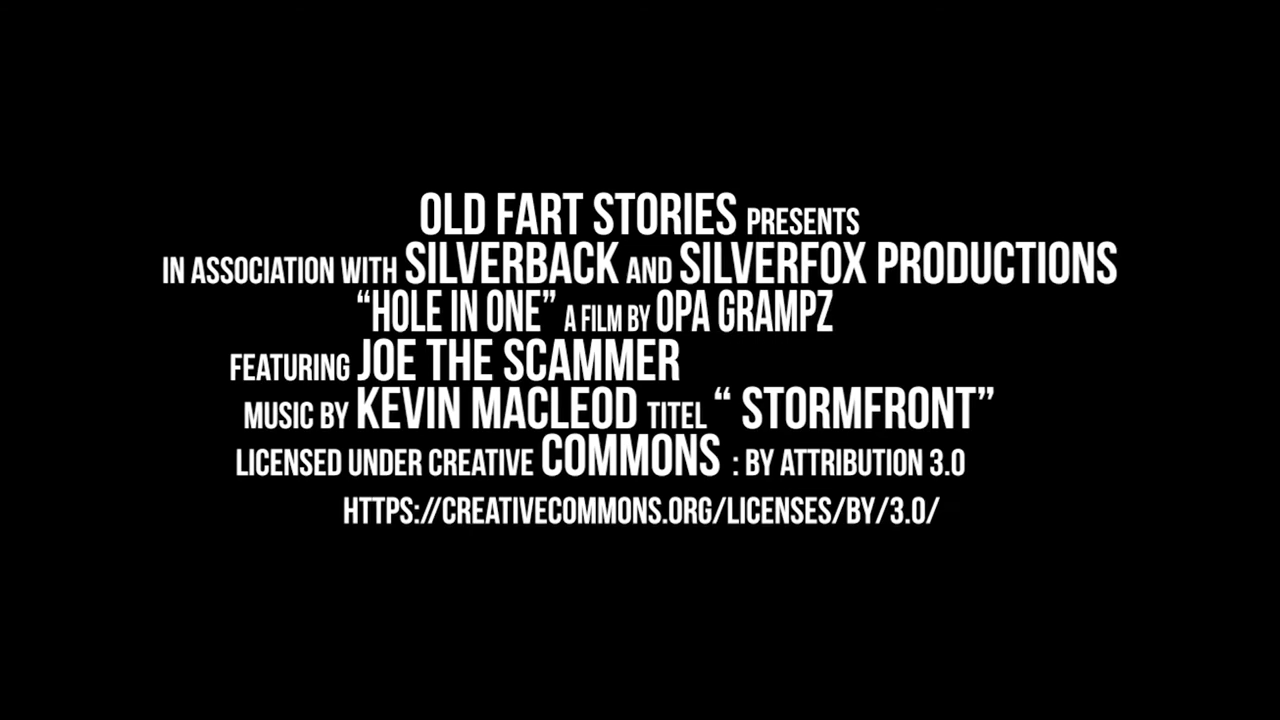 OLD FART STORIES PRESENTS
IN ASSOCIATION WITH SILVERBACK AND SILVERFOX PRODUCTIONS
“HOLE IN ONE” A FILM BY OPA GRAMPZ
FEATURING JOE THE SCAMMER
MUSIC BY KEVIN MACLEOD TITEL “ STORMFRONT”
LICENSED UNDER CREATIVE COMMONS : BY ATTRIBUTION 3.0
HTTPS://CREATIVECOMMONS.ORG/LICENSES/BY/3.0/